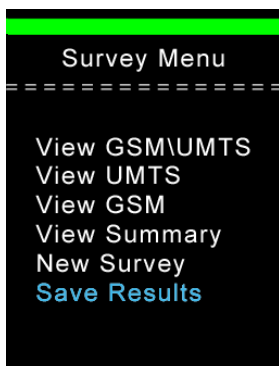 Survey Menu
================
View GSM\UMTS
View UMTS
View GSM
View Summary
New Survey
Save Results